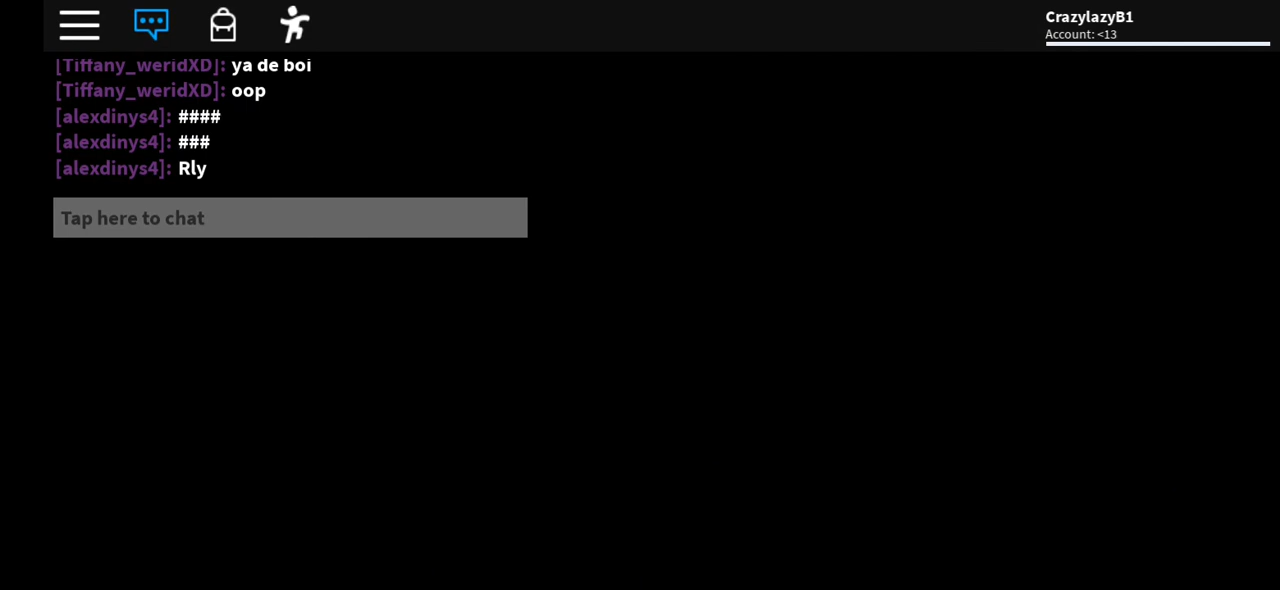 CrazylazyB1
Account: <13
[Tiffany_weridXD]: ya de boi
[Tiffany_weridXD]: oop
[alexdinys4]: ####
[alexdinys4]: ###
[alexdinys4]: Rly
Tap here to chat